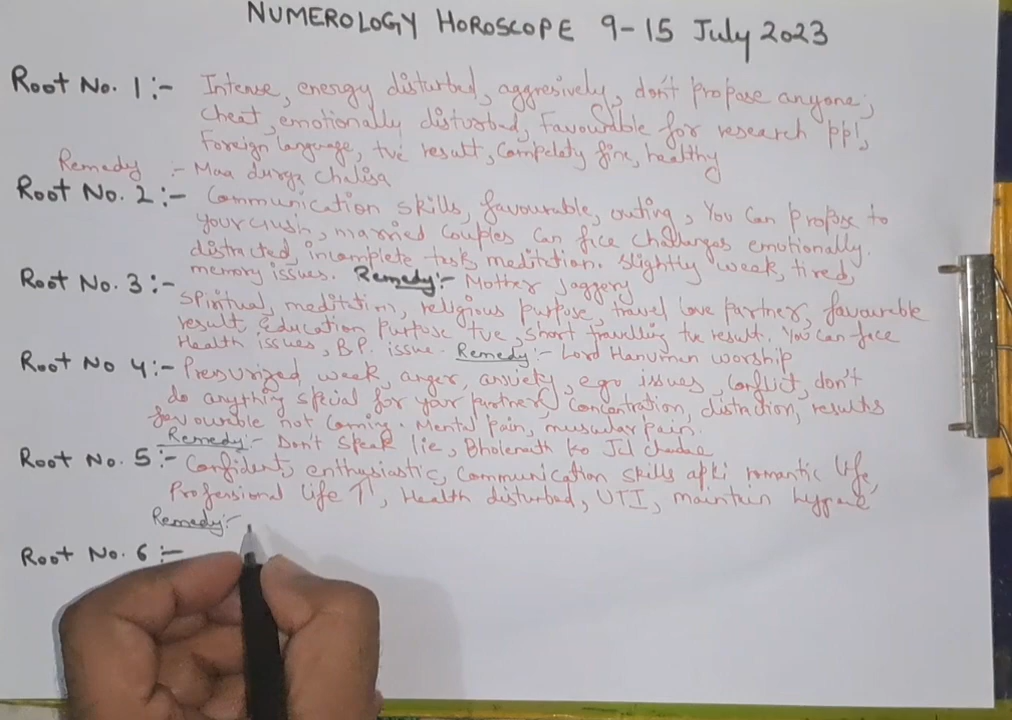 NUMEROLOGY HOROSCOPE 9-15 July 2023
Root No. 1:- Intense, energy disturbed, aggresively, don't propose anyone,
cheat, emotionally disturbed, Favourable for research ppl,
Foreign language, tve result, Completely fine, healthy
Remedy :- Maa durga Chalisa
Root No. 2:- Communication skills, favourable, outing, You Can propose to
your crush, married couples Can face challanges emotionally.
distracted, incomplete tasks meditation. Slightly weak, tired,
memory issues. Remedy:- Mother Jaggery
Root No. 3:- Spiritual, meditation, religious purpose, travel love partner, favourable
result, education purpose tve, short travelling tve result. You can face
Health issues, B.P. issue. Remedy:- Lord Hanuman worship
Root No 4:- Pressurized week, anger, anxiety, ego issues, Conflict, don't
do anything special for your partner, Concentration, distraction, results
favourable not coming. Mental pain, muscular pain.
Remedy:- Don't speak lie, Bholenath ko Jal chadaa
Root No. 5:- Confident, enthusiastic, Communication skills apki romantic life,
Professional life ↑, Health disturbed, UTI, maintain
Remedy:-
Root No. 6:-